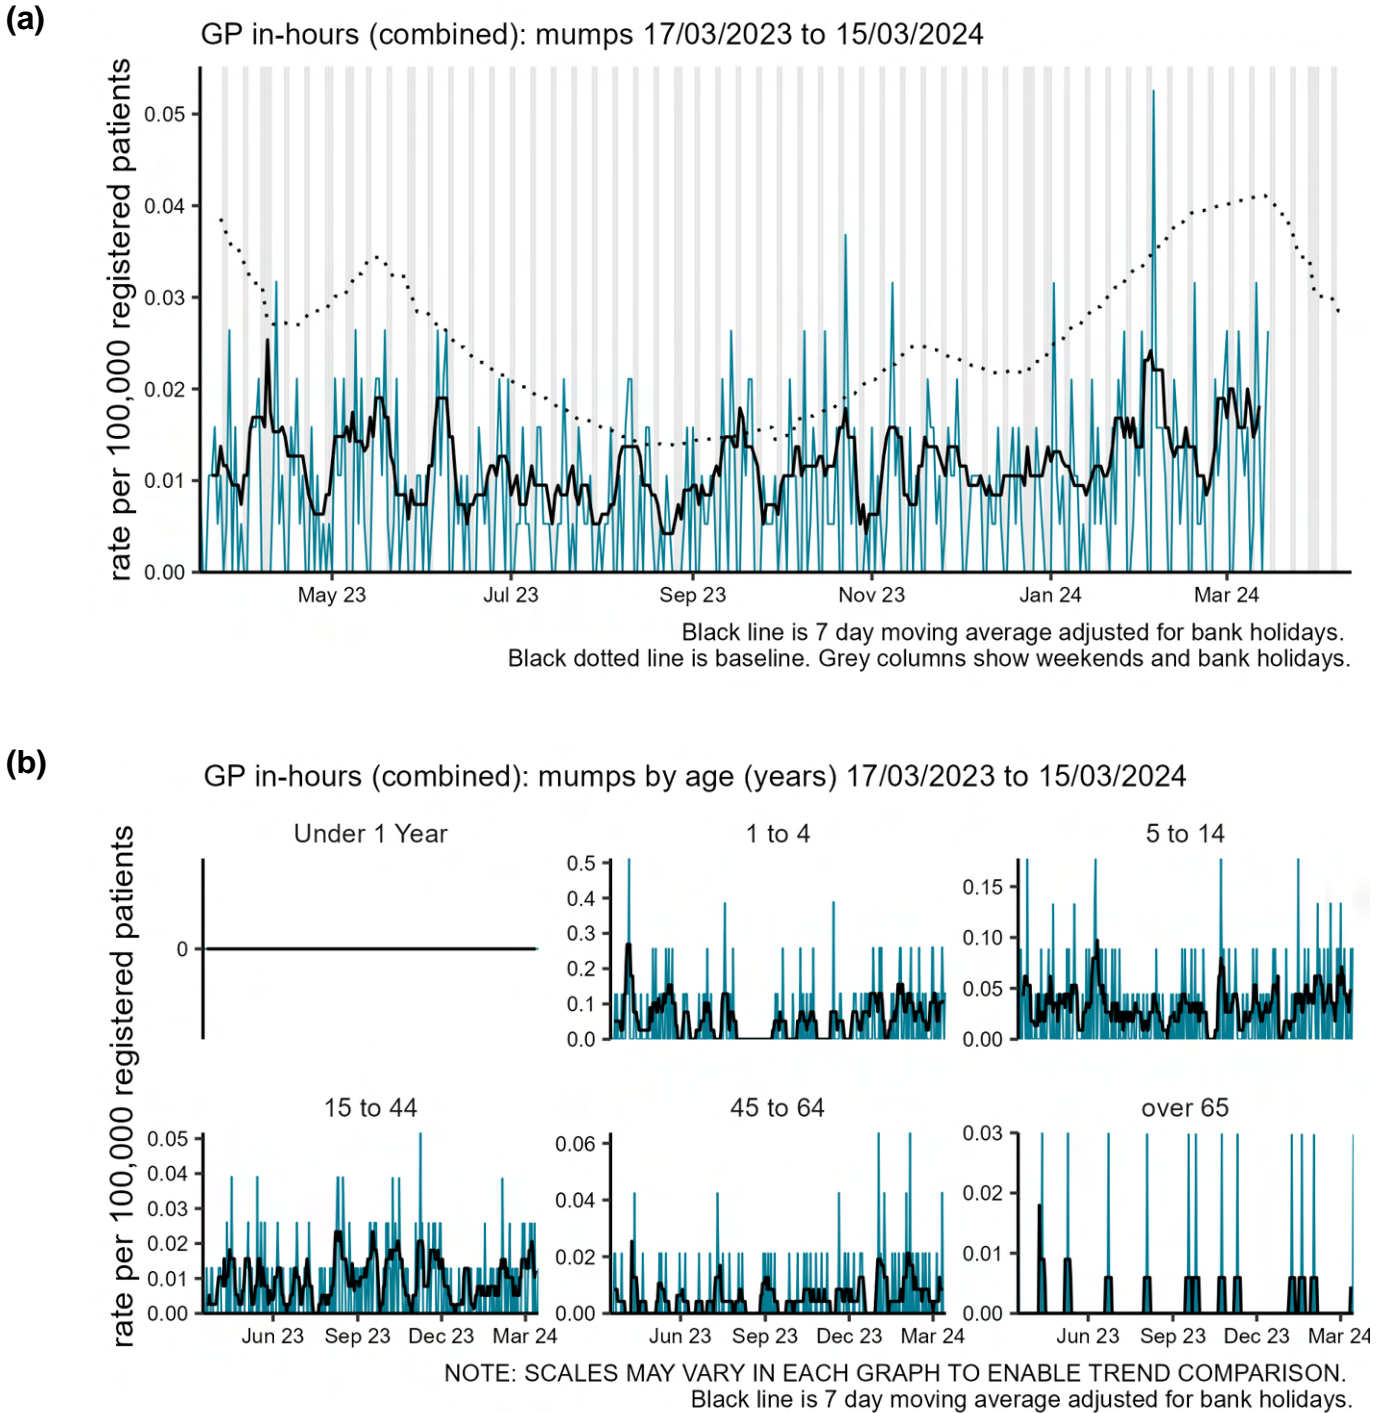 (a)
GP in-hours (combined): mumps 17/03/2023 to 15/03/2024
rate per 100,000 registered patients
0.05
0.04
0.03
0.02
0.01
0.00
May 23
Jul 23
Sep 23
Nov 23
Jan 24
Mar 24
Black line is 7 day moving average adjusted for bank holidays.
Black dotted line is baseline. Grey columns show weekends and bank holidays.
(b)
GP in-hours (combined): mumps by age (years) 17/03/2023 to 15/03/2024
rate per 100,000 registered patients
Under 1 Year
0
1 to 4
0.5
0.4
0.3
0.2
0.1
0.0
5 to 14
0.15
0.10
0.05
0.00
15 to 44
0.05
0.04
0.03
0.02
0.01
0.00
Jun 23
Sep 23
Dec 23
Mar 24
45 to 64
0.06
0.04
0.02
0.00
Jun 23
Sep 23
Dec 23
Mar 24
over 65
0.03
0.02
0.01
0.00
Jun 23
Sep 23
Dec 23
Mar 24
NOTE: SCALES MAY VARY IN EACH GRAPH TO ENABLE TREND COMPARISON.
Black line is 7 day moving average adjusted for bank holidays.